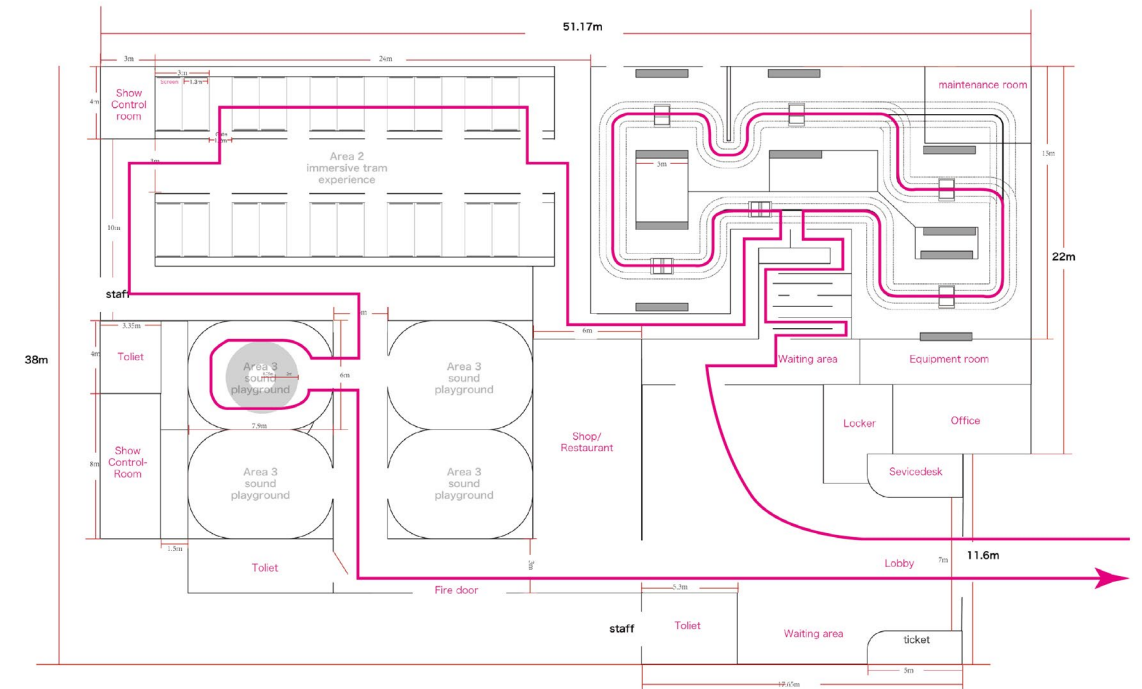 51.17m
3m
24m
3m
screen
1.3m
4m
Show
Control
room
maintenance room
Area 2
immersive tram
experience
3m
13m
10m
22m
staff
6m
3.35m
4m
Toliet
Area 3
sound
playground
6m
Area 3
sound
playground
Waiting area
Equipment room
38m
7.9m
Shop/
Restaurant
Locker
Office
8m
Show
Control-
Room
Area 3
sound
playground
Area 3
sound
playground
Sevicedesk
1.5m
11.6m
7m
Lobby
Toliet
3m
Fire door
5.3m
staff
Toliet
Waiting area
ticket
5m